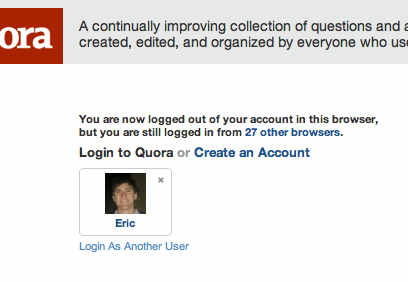 ora
A continually improving collection of questions and a
created, edited, and organized by everyone who use
You are now logged out of your account in this browser,
but you are still logged in from 27 other browsers.
Login to Quora or Create an Account
×
Eric
Login As Another User